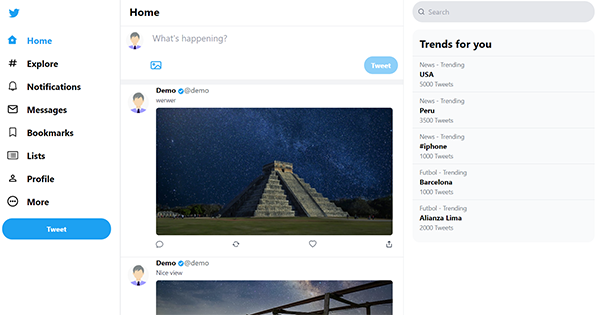 Home
Explore
Notifications
Messages
Bookmarks
Lists
Profile
More
Tweet
Home
What's happening?
Tweet
Demo @demo
werwer
Demo @demo
Nice view
Search
Trends for you
News - Trending
USA
5000 Tweets
News - Trending
Peru
3500 Tweets
News - Trending
#iphone
1000 Tweets
Futbol - Trending
Barcelona
1000 Tweets
Futbol - Trending
Alianza Lima
2000 Tweets